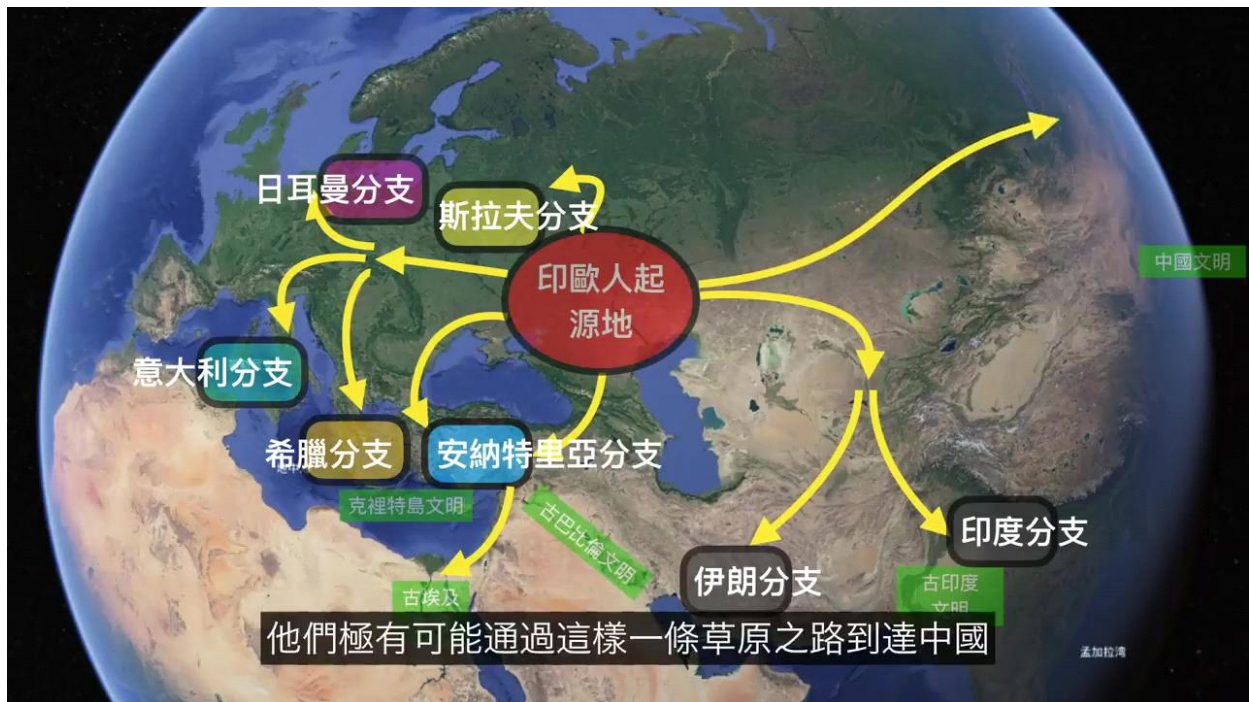 日耳曼分支
斯拉夫分支
印歐人起
源地
中國文明
意大利分支
希臘分支
安納特里亞分支
克裡特島文明
古巴比倫文明
印度分支
伊朗分支
古印度
文明
古埃及
他們極有可能通過這樣一條草原之路到達中國
孟加拉湾